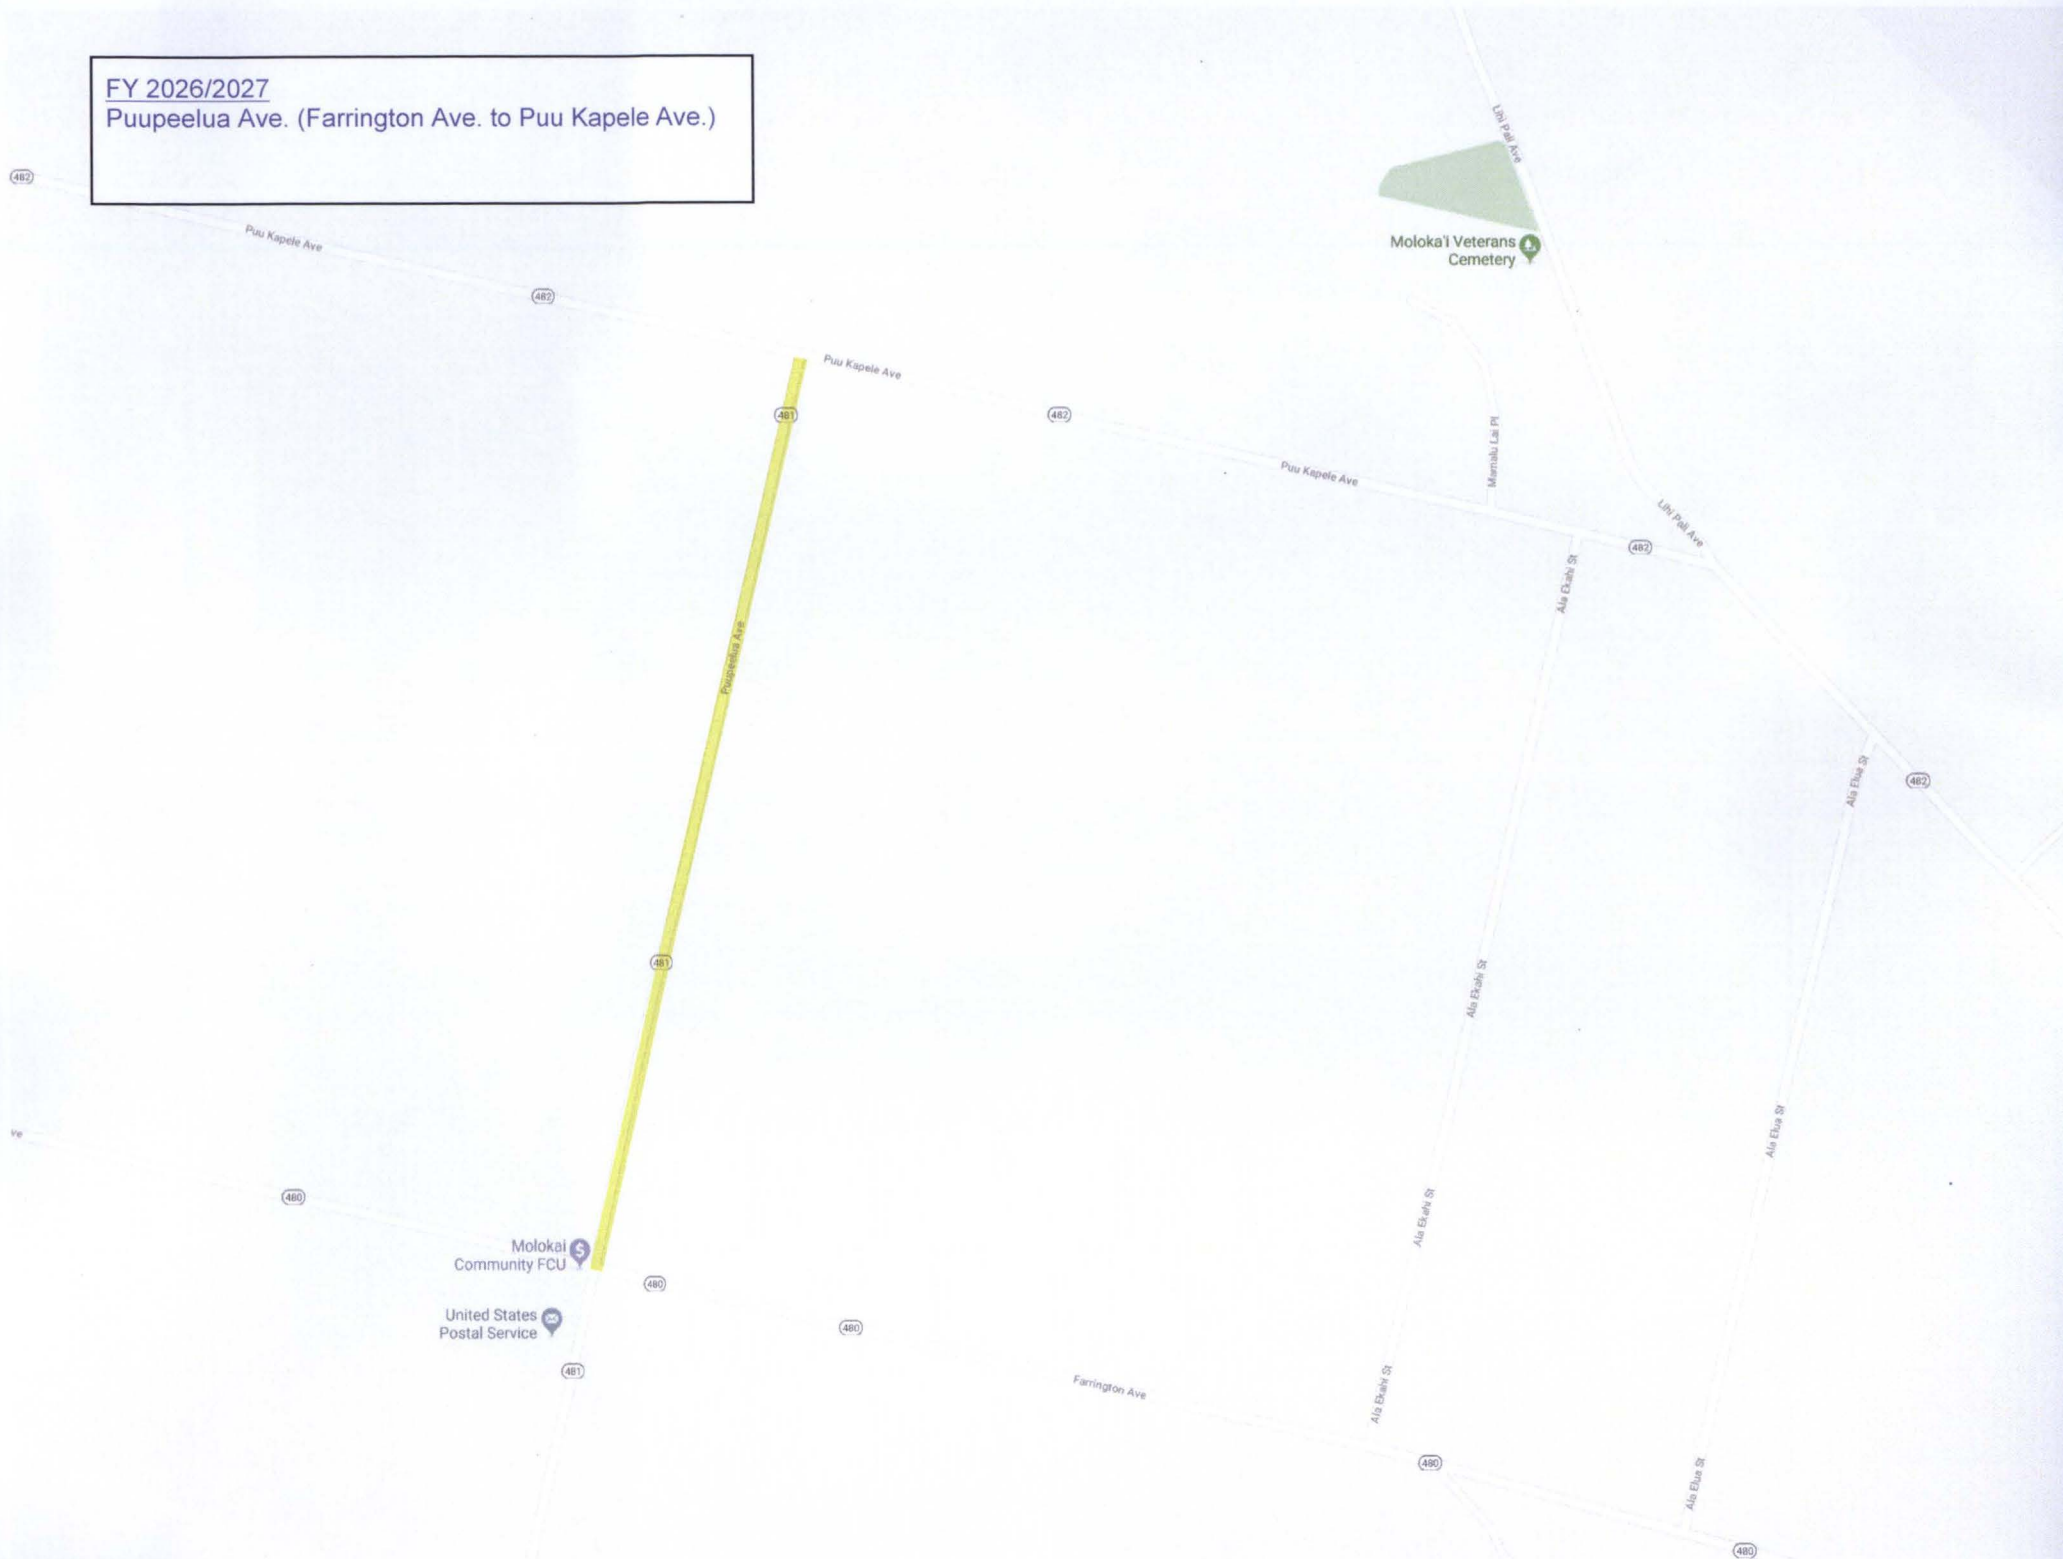 FY 2026/2027
Puupeelua Ave. (Farrington Ave. to Puu Kapele Ave.)
Lihi Pali Ave
482
Puu Kapele Ave
Moloka'i Veterans
Cemetery
482
Puu Kapele Ave
481
482
Mamalu Lai Pl
Puu Kapele Ave
Lihi Pali Ave
482
Ala Ekahi St
Puupeelua Ave
Ala Elua St
482
481
Ala Ekahi St
ve
Ala Elua St
480
Ala Ekahi St
Molokai
Community FCU
480
United States
Postal Service
480
481
Farrington Ave
Ala Ekahi St
480
Ala Elua St
480